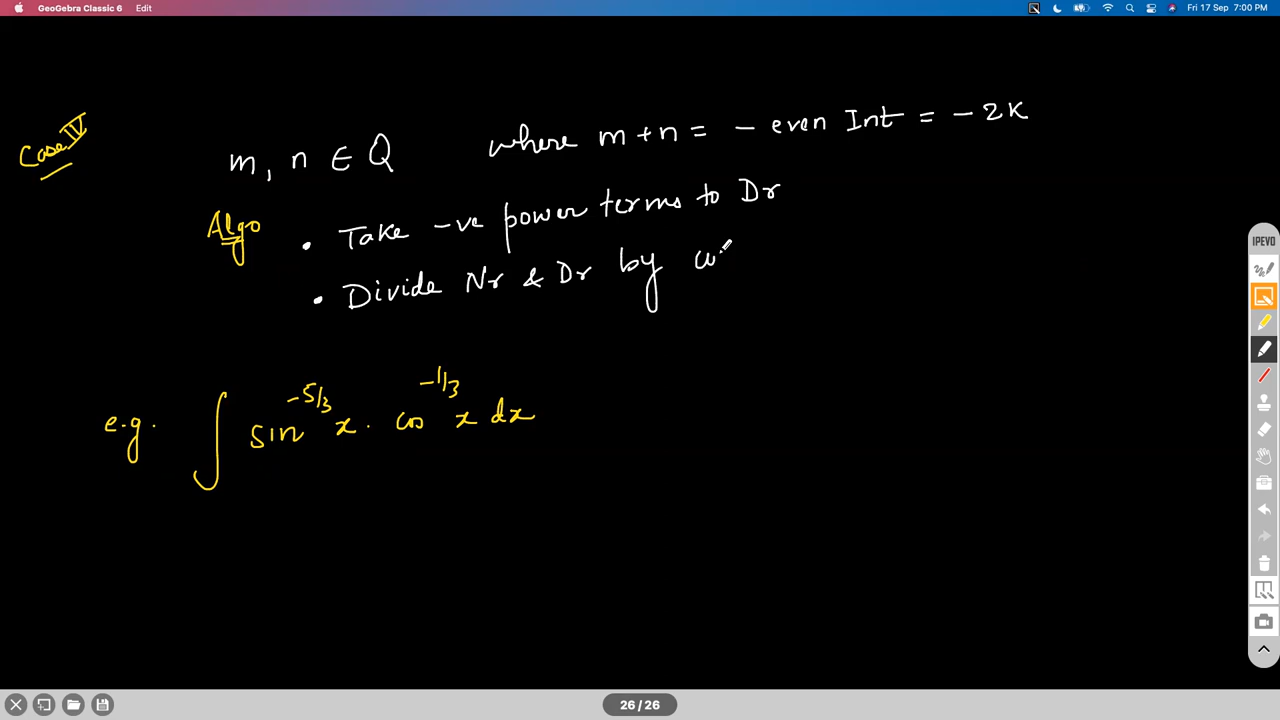 GeoGebra Classic 6 Edit Fri 17 Sep 7:00 PM
Case IV
m, n ∈ Q where m + n = - even Int = - 2K
Algo
• Take -ve power terms to Dr
• Divide Nr & Dr by
e.g. ∫ sin^{-5/3} x . cos^{-1/3} x dx
IPEVO
26 / 26